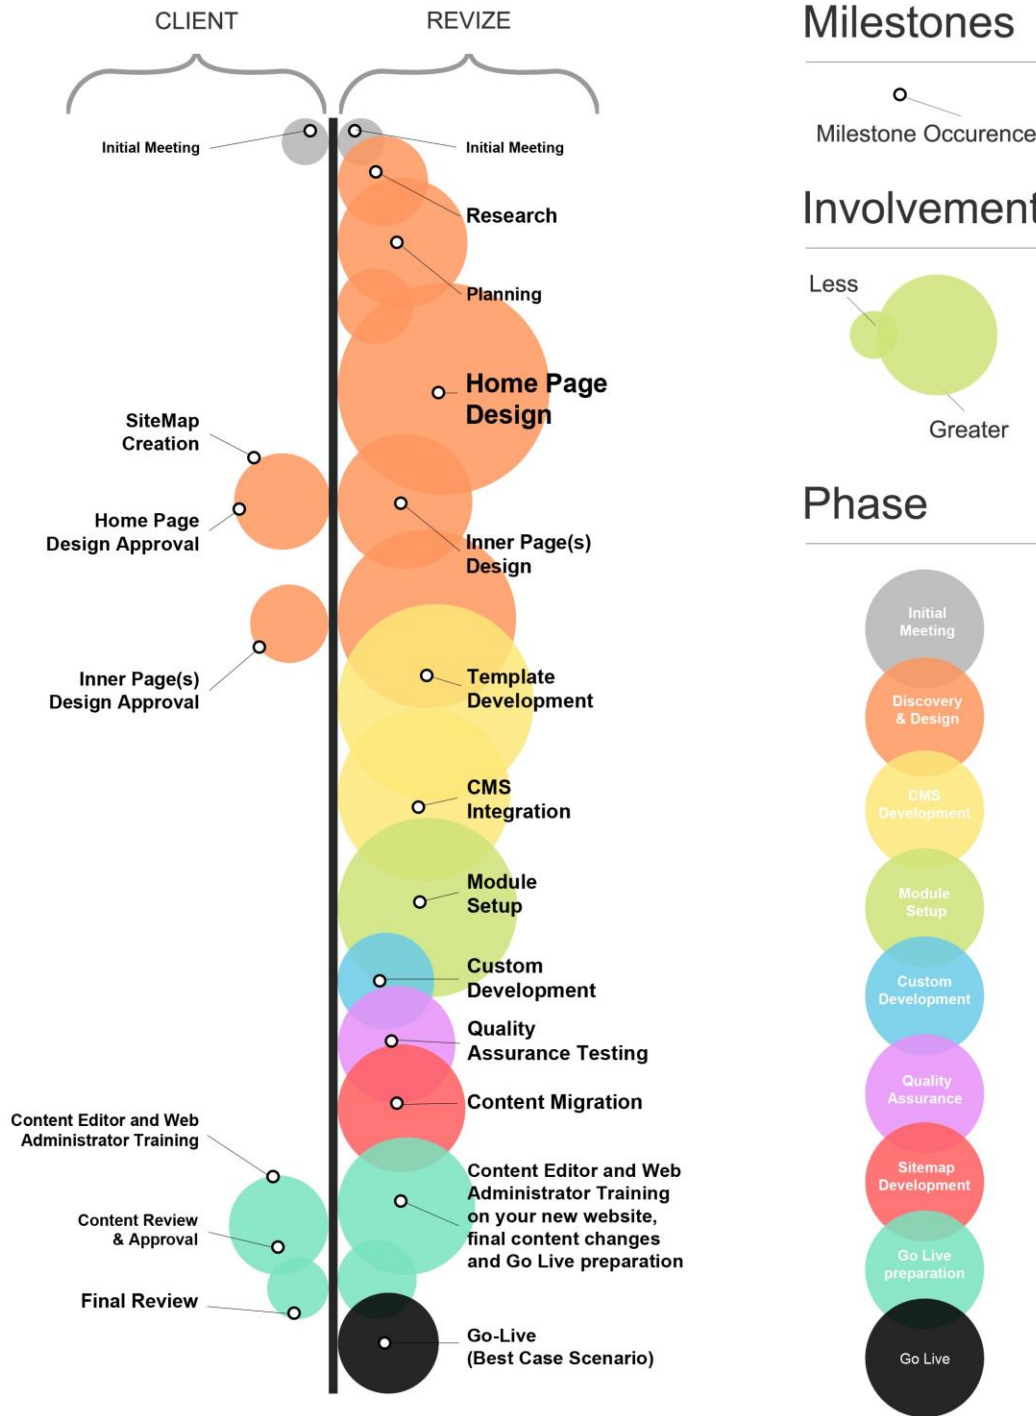 CLIENT
REVIZE
Initial Meeting
Initial Meeting
Research
Planning
Home Page
Design
SiteMap
Creation
Home Page
Design Approval
Inner Page(s)
Design
Inner Page(s)
Design Approval
Template
Development
CMS
Integration
Module
Setup
Custom
Development
Quality
Assurance Testing
Content Migration
Content Editor and Web
Administrator Training
Content Review
& Approval
Final Review
Content Editor and Web
Administrator Training
on your new website,
final content changes
and Go Live preparation
Go-Live
(Best Case Scenario)
Milestones
Milestone Occurence
Involvement
Less
Greater
Phase
Initial
Meeting
Discovery
& Design
CMS
Development
Module
Setup
Custom
Development
Quality
Assurance
Sitemap
Development
Go Live
preparation
Go Live